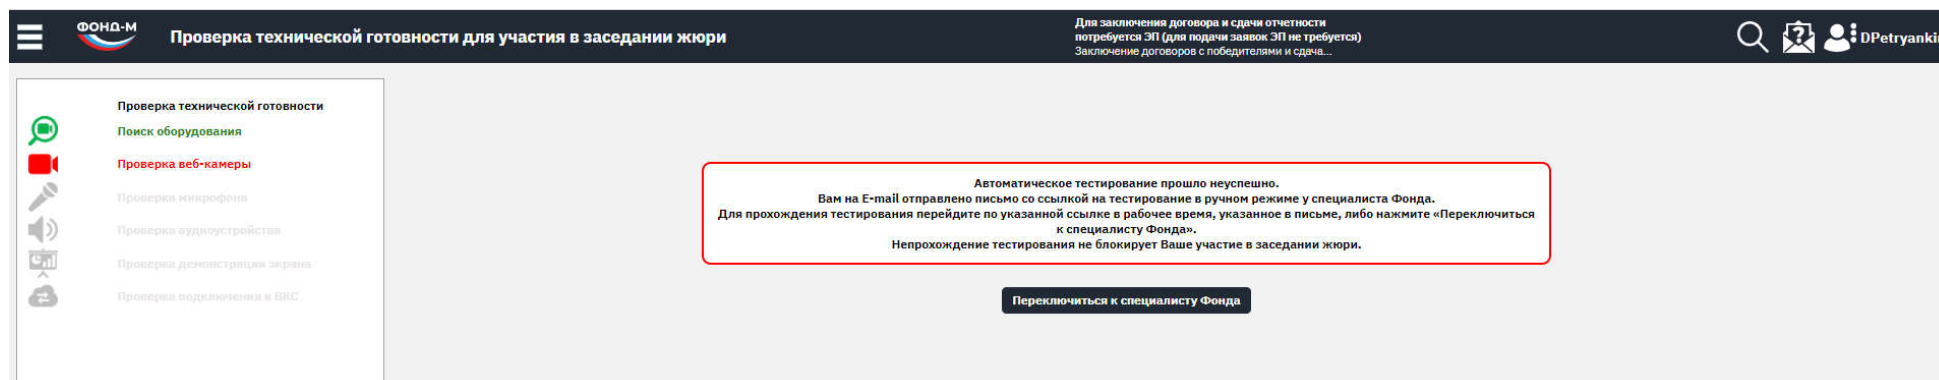 ФОНД-М
Проверка технической готовности для участия в заседании жюри
Для заключения договора и сдачи отчетности
потребуется ЭП (для подачи заявок ЭП не требуется)
Заключение договоров с победителями и сдача...
DPetryanki
Проверка технической готовности
Поиск оборудования
Проверка веб-камеры
Проверка микрофона
Проверка аудиоустройства
Проверка демонстрации экрана
Проверка подключения к ВКС
Автоматическое тестирование прошло неуспешно.
Вам на E-mail отправлено письмо со ссылкой на тестирование в ручном режиме у специалиста Фонда.
Для прохождения тестирования перейдите по указанной ссылке в рабочее время, указанное в письме, либо нажмите «Переключиться
к специалисту Фонда».
Непрохождение тестирования не блокирует Ваше участие в заседании жюри.
Переключиться к специалисту Фонда